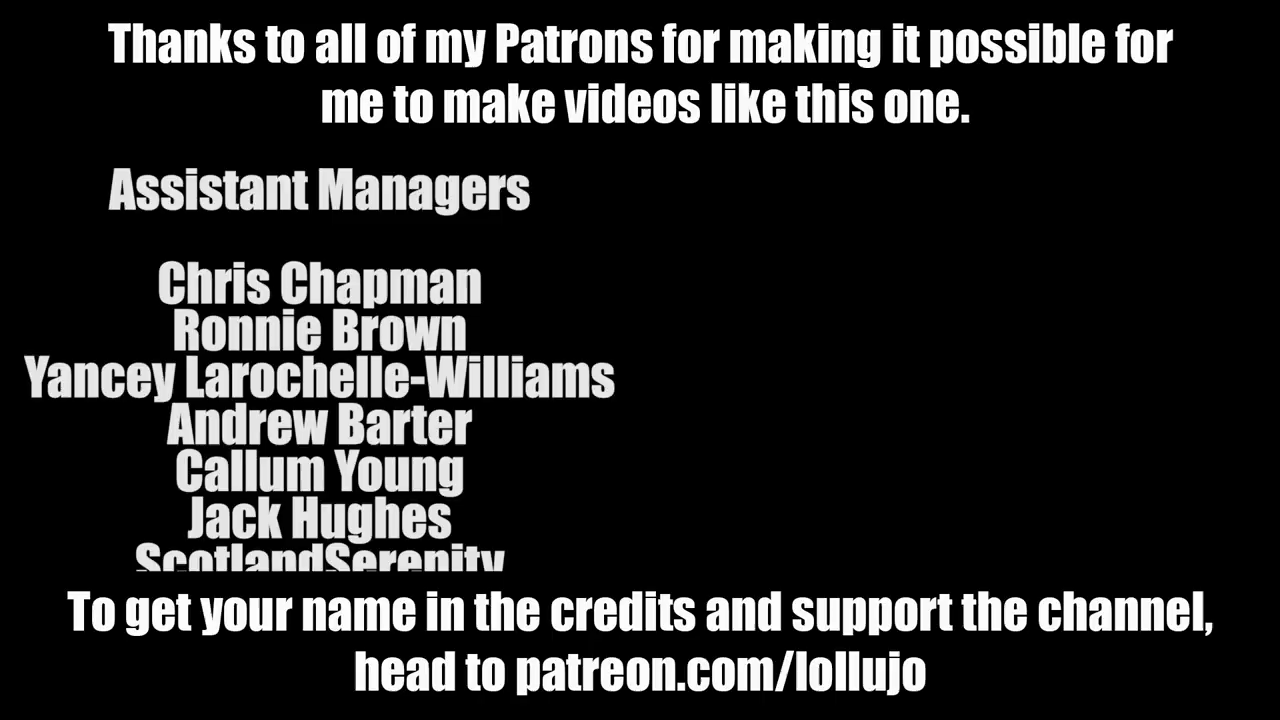 Thanks to all of my Patrons for making it possible for
me to make videos like this one.
Assistant Managers
Chris Chapman
Ronnie Brown
Yancey Larochelle-Williams
Andrew Barter
Callum Young
Jack Hughes
ScotlandSerenity
To get your name in the credits and support the channel,
head to patreon.com/lollujo